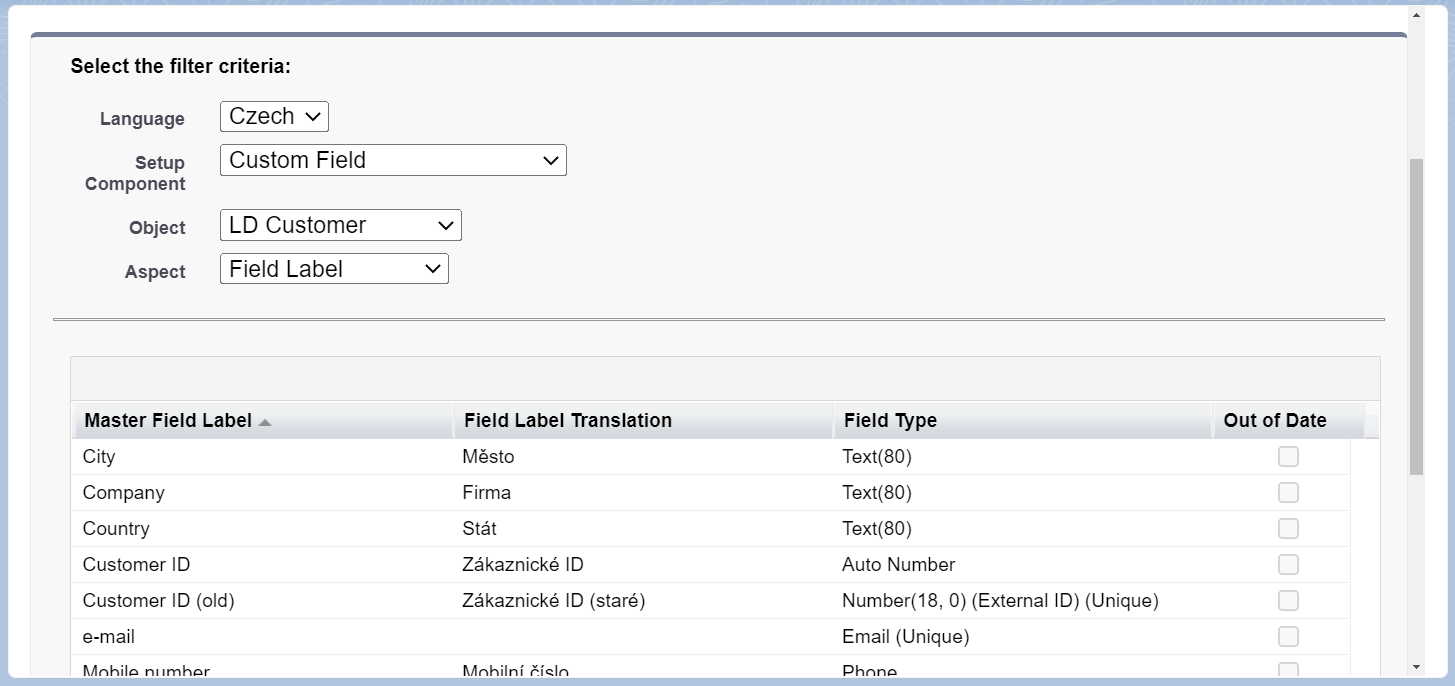 Select the filter criteria:
Language Czech
Setup Component Custom Field
Object LD Customer
Aspect Field Label
Master Field Label Field Label Translation Field Type Out of Date
City Město Text(80)
Company Firma Text(80)
Country Stát Text(80)
Customer ID Zákaznické ID Auto Number
Customer ID (old) Zákaznické ID (staré) Number(18, 0) (External ID) (Unique)
e-mail Email (Unique)
Mobile number Mobilní číslo Phone